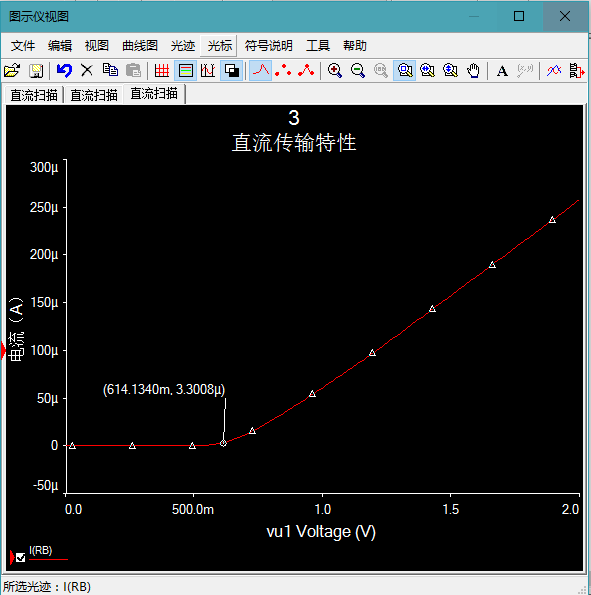 图示仪视图
文件 编辑 视图 曲线图 光迹 光标 符号说明 工具 帮助
A
直流扫描 直流扫描 直流扫描
3
直流传输特性
300µ
250µ
200µ
150µ
100µ
50µ
0
-50µ
电流（A）
(614.1340m, 3.3008µ)
0.0 500.0m 1.0 1.5 2.0
vu1 Voltage (V)
I(RB)
所选光迹：I(RB)